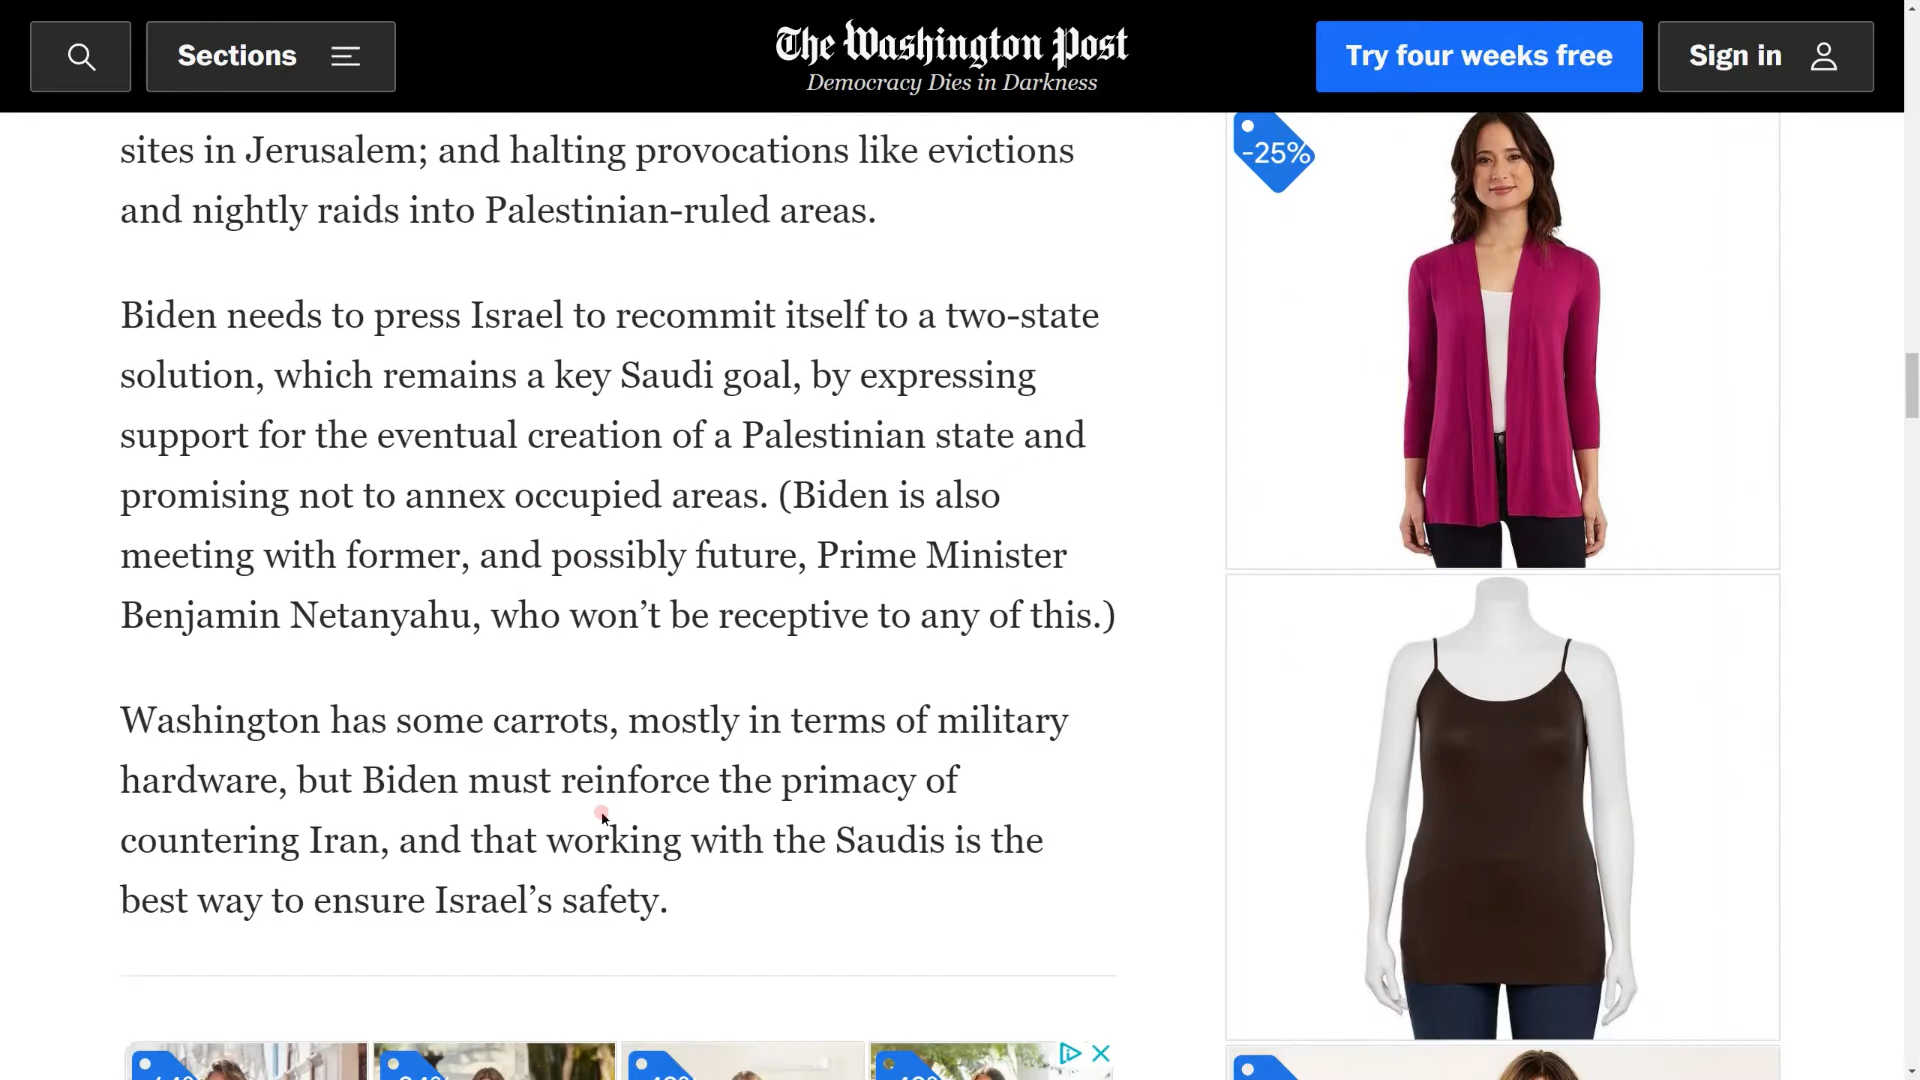 Sections
The Washington Post
Democracy Dies in Darkness
Try four weeks free
Sign in
sites in Jerusalem; and halting provocations like evictions
and nightly raids into Palestinian-ruled areas.
Biden needs to press Israel to recommit itself to a two-state
solution, which remains a key Saudi goal, by expressing
support for the eventual creation of a Palestinian state and
promising not to annex occupied areas. (Biden is also
meeting with former, and possibly future, Prime Minister
Benjamin Netanyahu, who won’t be receptive to any of this.)
Washington has some carrots, mostly in terms of military
hardware, but Biden must reinforce the primacy of
countering Iran, and that working with the Saudis is the
best way to ensure Israel’s safety.
-25%